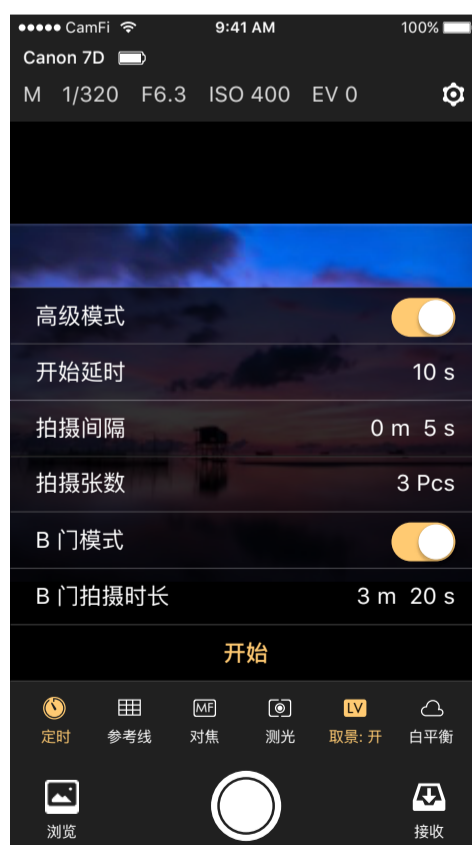 CamFi 9:41 AM 100%
Canon 7D
M 1/320 F6.3 ISO 400 EV 0
高级模式
开始延时 10 s
拍摄间隔 0 m 5 s
拍摄张数 3 Pcs
B 门模式
B 门拍摄时长 3 m 20 s
开始
MF LV
定时 参考线 对焦 测光 取景: 开 白平衡
浏览 接收